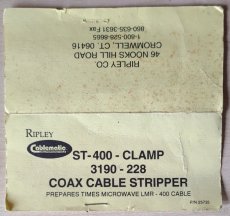 RIPLEY CO
46 NOOKS HILL ROAD
CROMWELL, CT. 06416
1-800-528-8665
860-635-3631 Fax
RIPLEY
Cablematic
ST-400 - CLAMP
3190 - 228
COAX CABLE STRIPPER
PREPARES TIMES MICROWAVE LMR - 400 CABLE
P/N